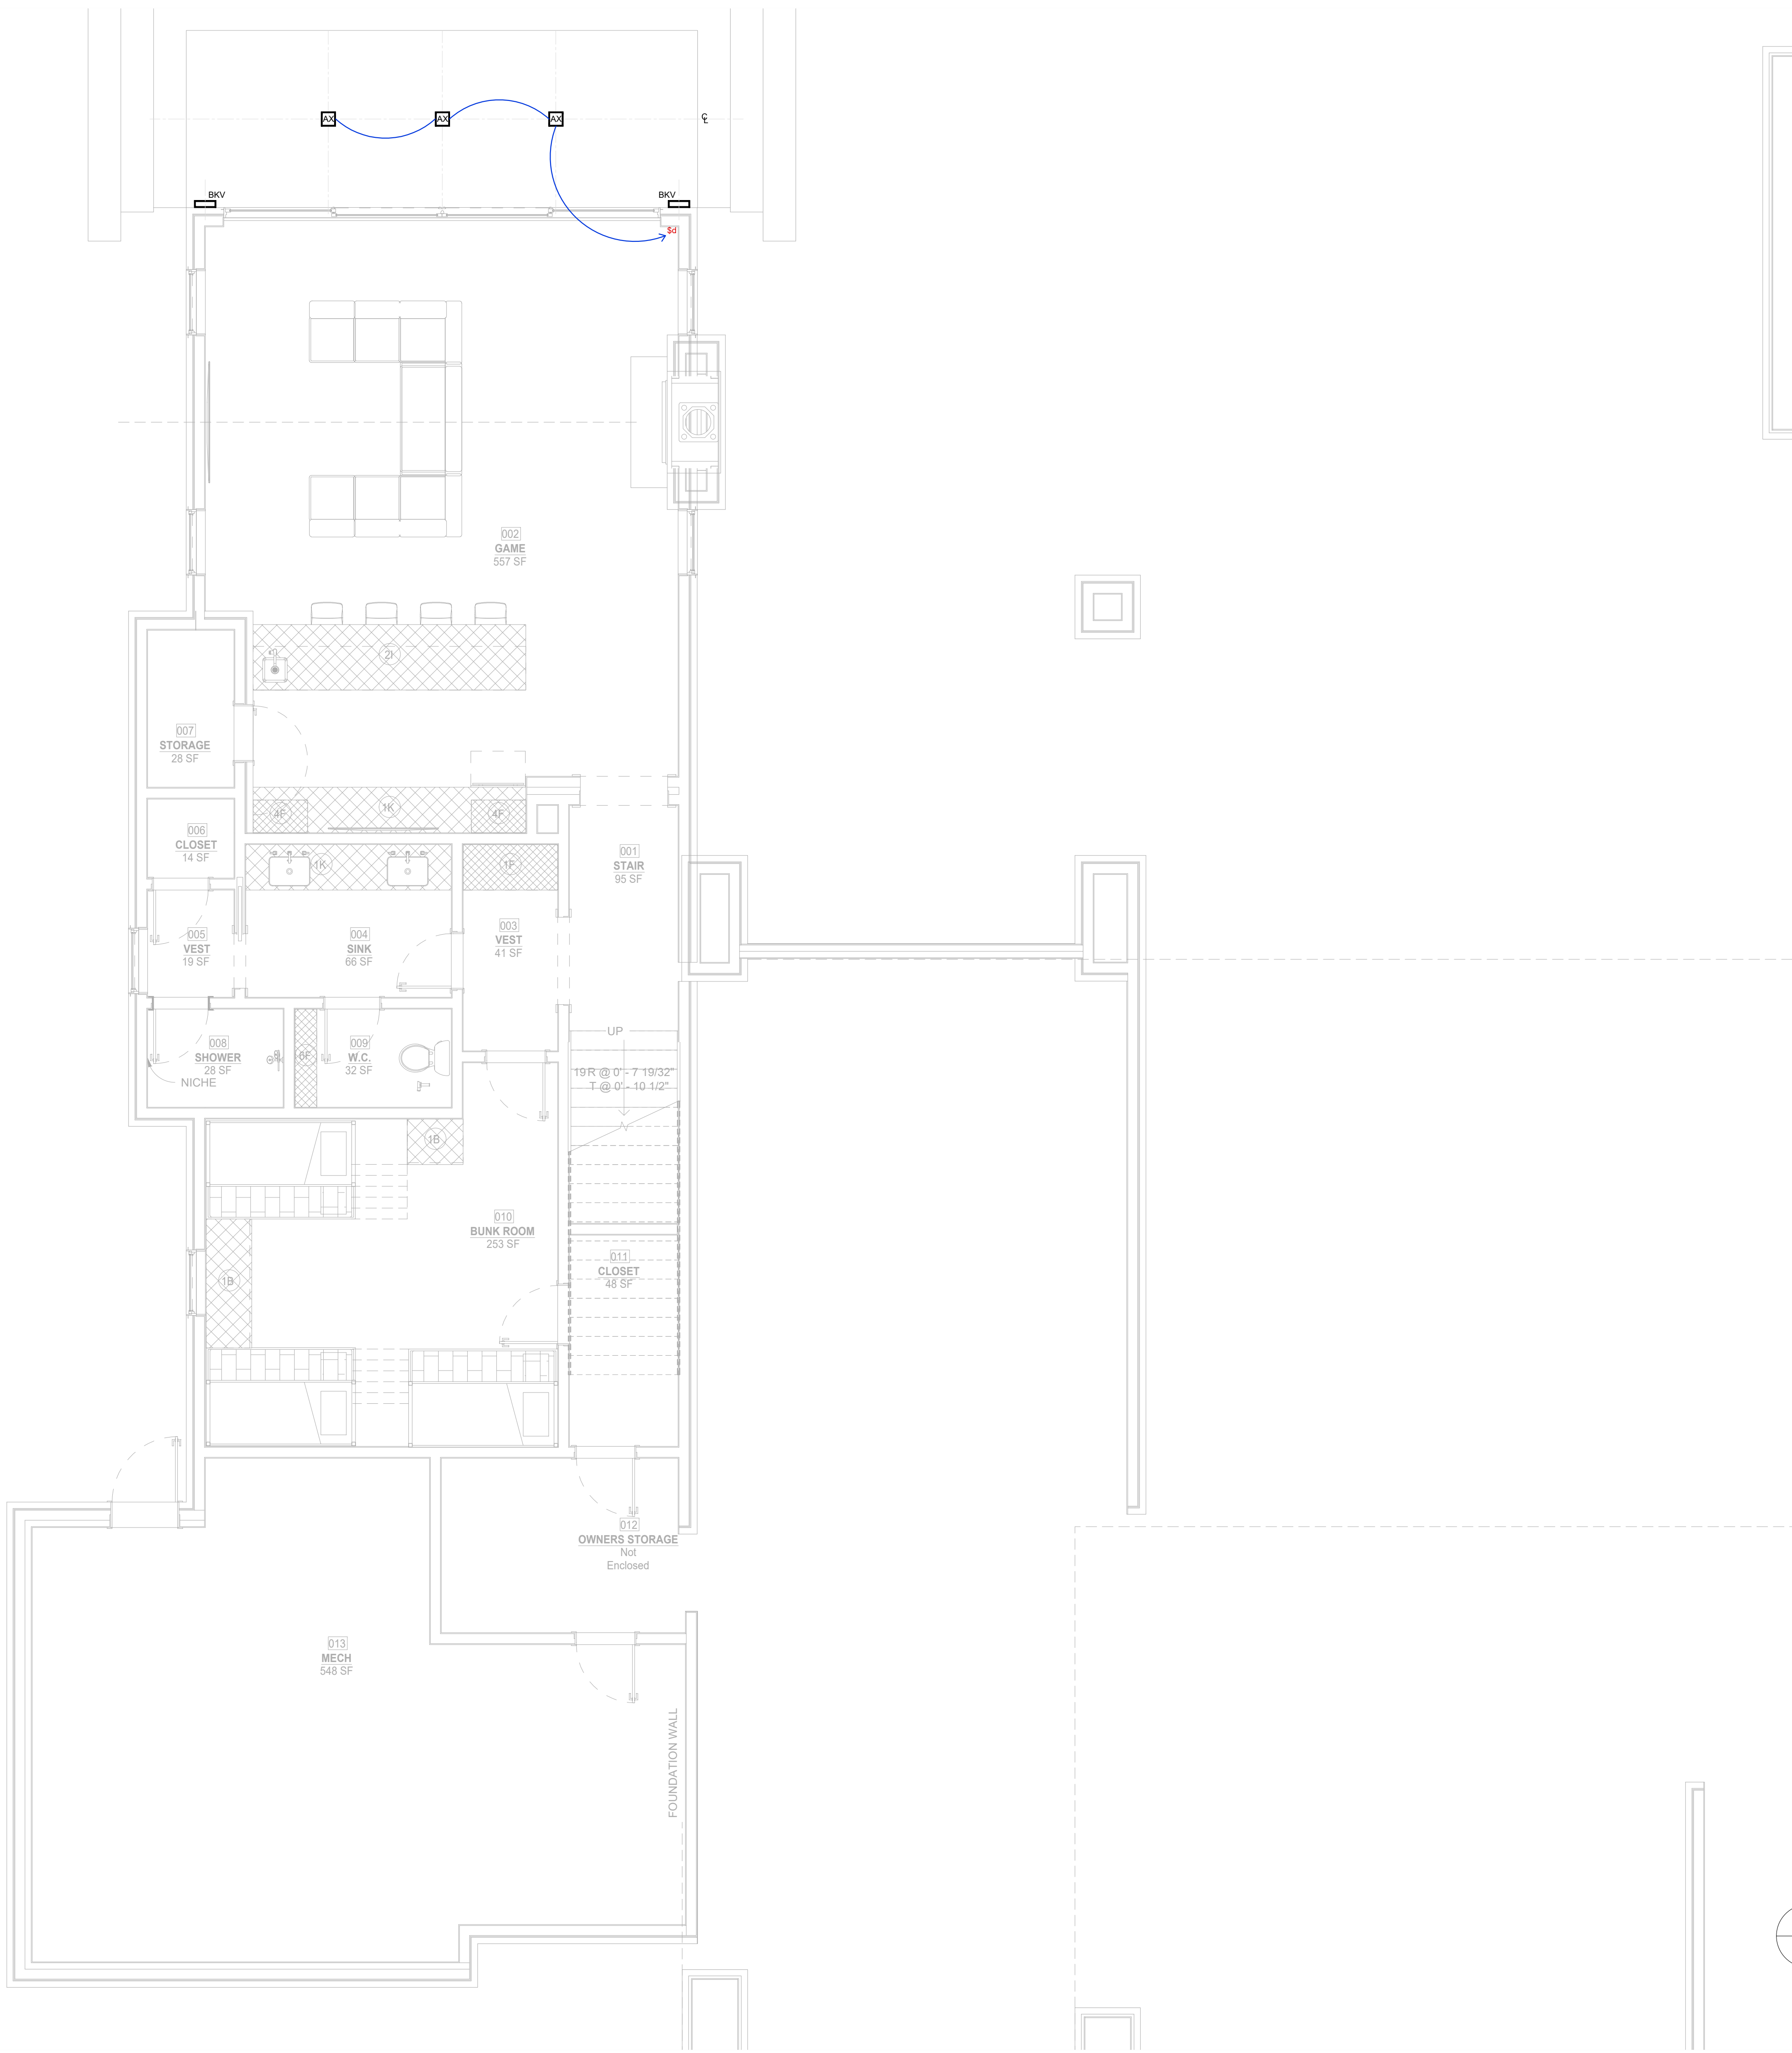 AX AX AX ℄
BKV BKV
$d
002
GAME
557 SF
2I
007
STORAGE
28 SF
4F 1K 4F
006
CLOSET
14 SF
1K
1F
001
STAIR
95 SF
005
VEST
19 SF
004
SINK
66 SF
003
VEST
41 SF
UP
008
SHOWER
28 SF
NICHE
6F
009
W.C.
32 SF
19 R @ 0' - 7 19/32"
T @ 0' - 10 1/2"
1B
010
BUNK ROOM
253 SF
1B
011
CLOSET
48 SF
012
OWNERS STORAGE
Not
Enclosed
013
MECH
548 SF
FOUNDATION WALL